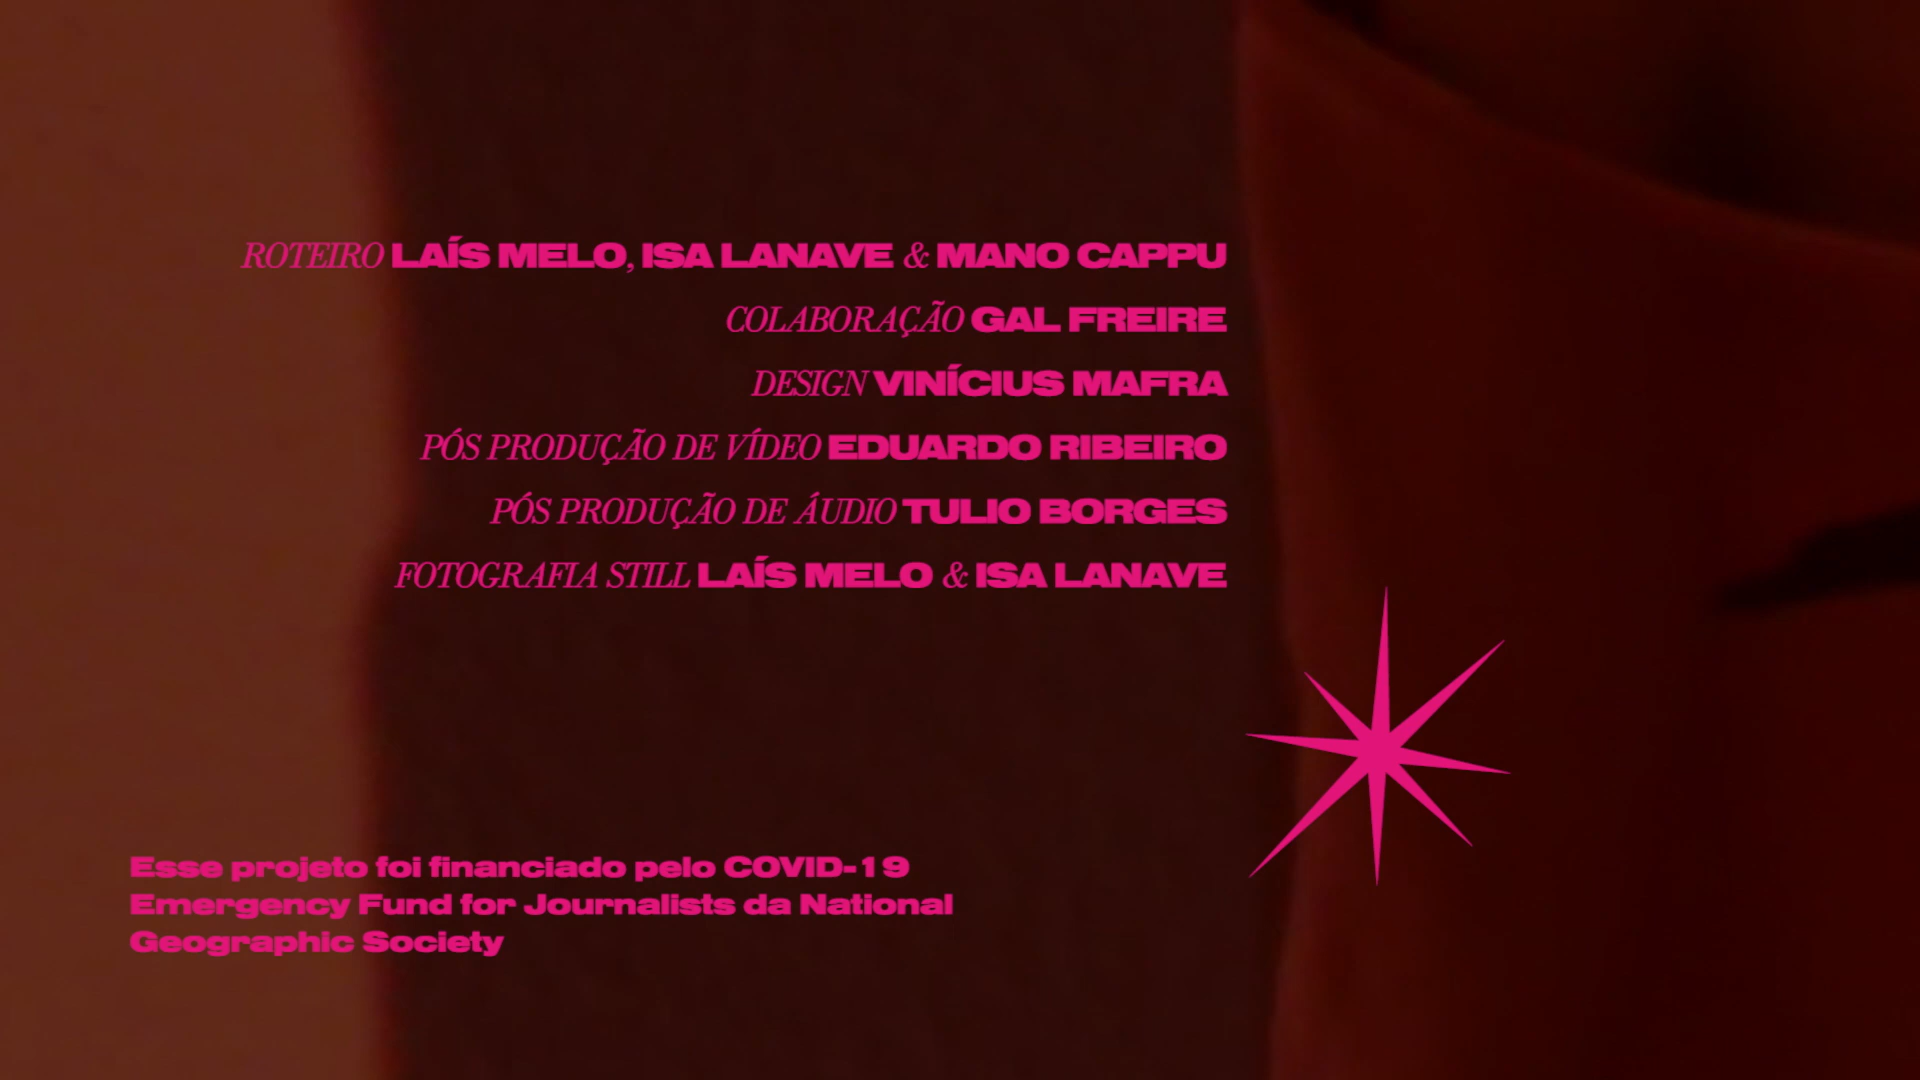 ROTEIRO LAÍS MELO, ISA LANAVE & MANO CAPPU
COLABORAÇÃO GAL FREIRE
DESIGN VINÍCIUS MAFRA
PÓS PRODUÇÃO DE VÍDEO EDUARDO RIBEIRO
PÓS PRODUÇÃO DE ÁUDIO TULIO BORGES
FOTOGRAFIA STILL LAÍS MELO & ISA LANAVE
Esse projeto foi financiado pelo COVID-19
Emergency Fund for Journalists da National
Geographic Society